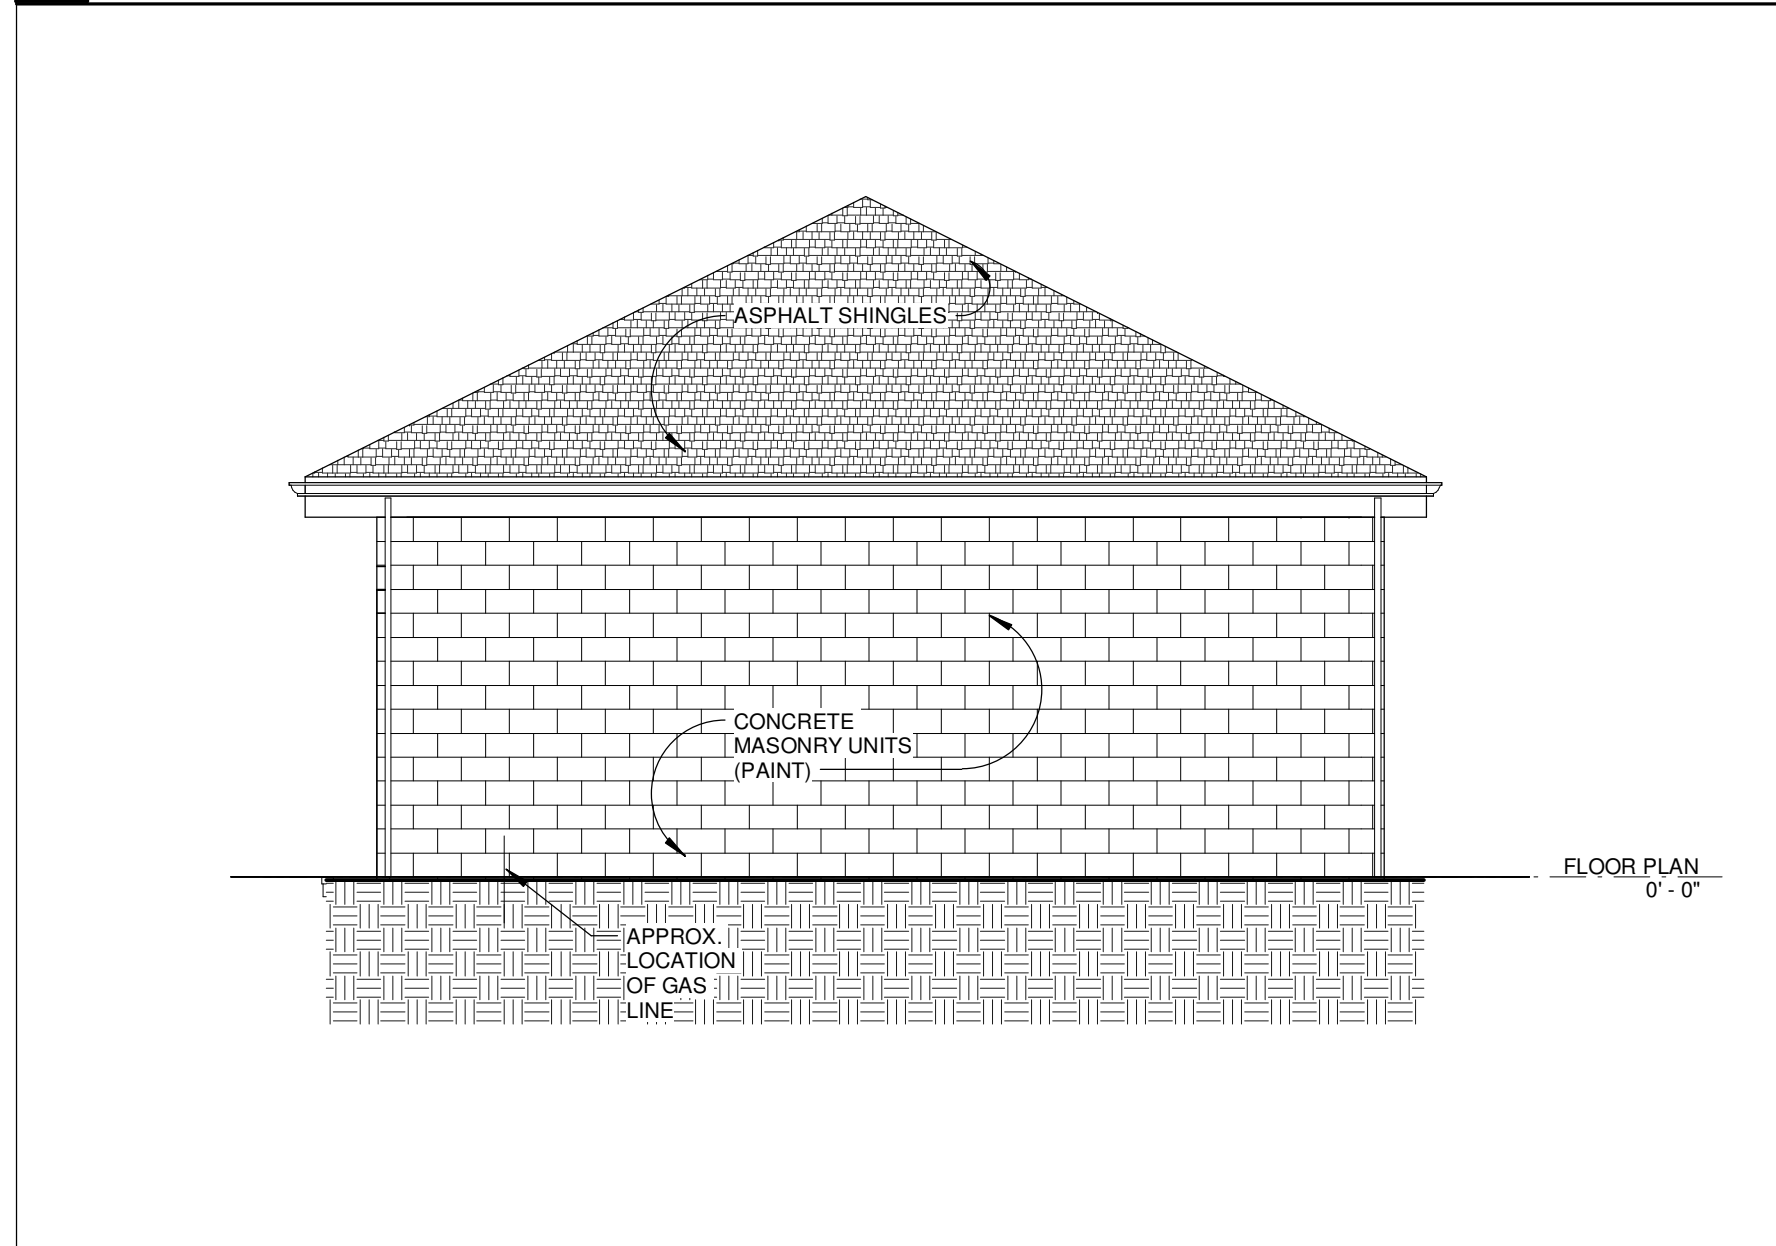 ASPHALT SHINGLES
CONCRETE
MASONRY UNITS
(PAINT)
FLOOR PLAN
0' - 0"
APPROX.
LOCATION
OF GAS
LINE